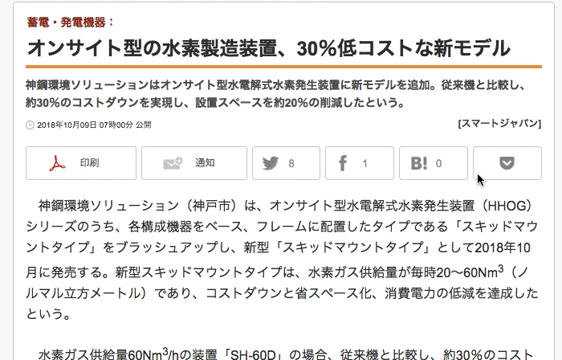 蓄電・発電機器：
オンサイト型の水素製造装置、30%低コストな新モデル
神鋼環境ソリューションはオンサイト型水電解式水素発生装置に新モデルを追加。従来機と比較し、
約30%のコストダウンを実現し、設置スペースを約20%の削減したという。
2018年10月09日 07時00分 公開
[スマートジャパン]
印刷 通知 8 1 B! 0
神鋼環境ソリューション（神戸市）は、オンサイト型水電解式水素発生装置（HHOG）
シリーズのうち、各構成機器をベース、フレームに配置したタイプである「スキッドマウ
ントタイプ」をブラッシュアップし、新型「スキッドマウントタイプ」として2018年10
月に発売する。新型スキッドマウントタイプは、水素ガス供給量が毎時20～60Nm3（ノ
ルマル立方メートル）であり、コストダウンと省スペース化、消費電力の低減を達成した
という。
水素ガス供給量60Nm3/hの装置「SH-60D」の場合、従来機と比較し、約30%のコスト